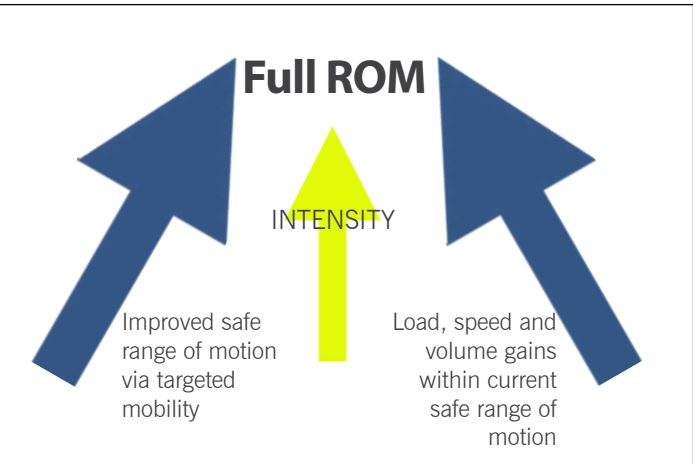 Full ROM
INTENSITY
Improved safe
range of motion
via targeted
mobility
Load, speed and
volume gains
within current
safe range of
motion